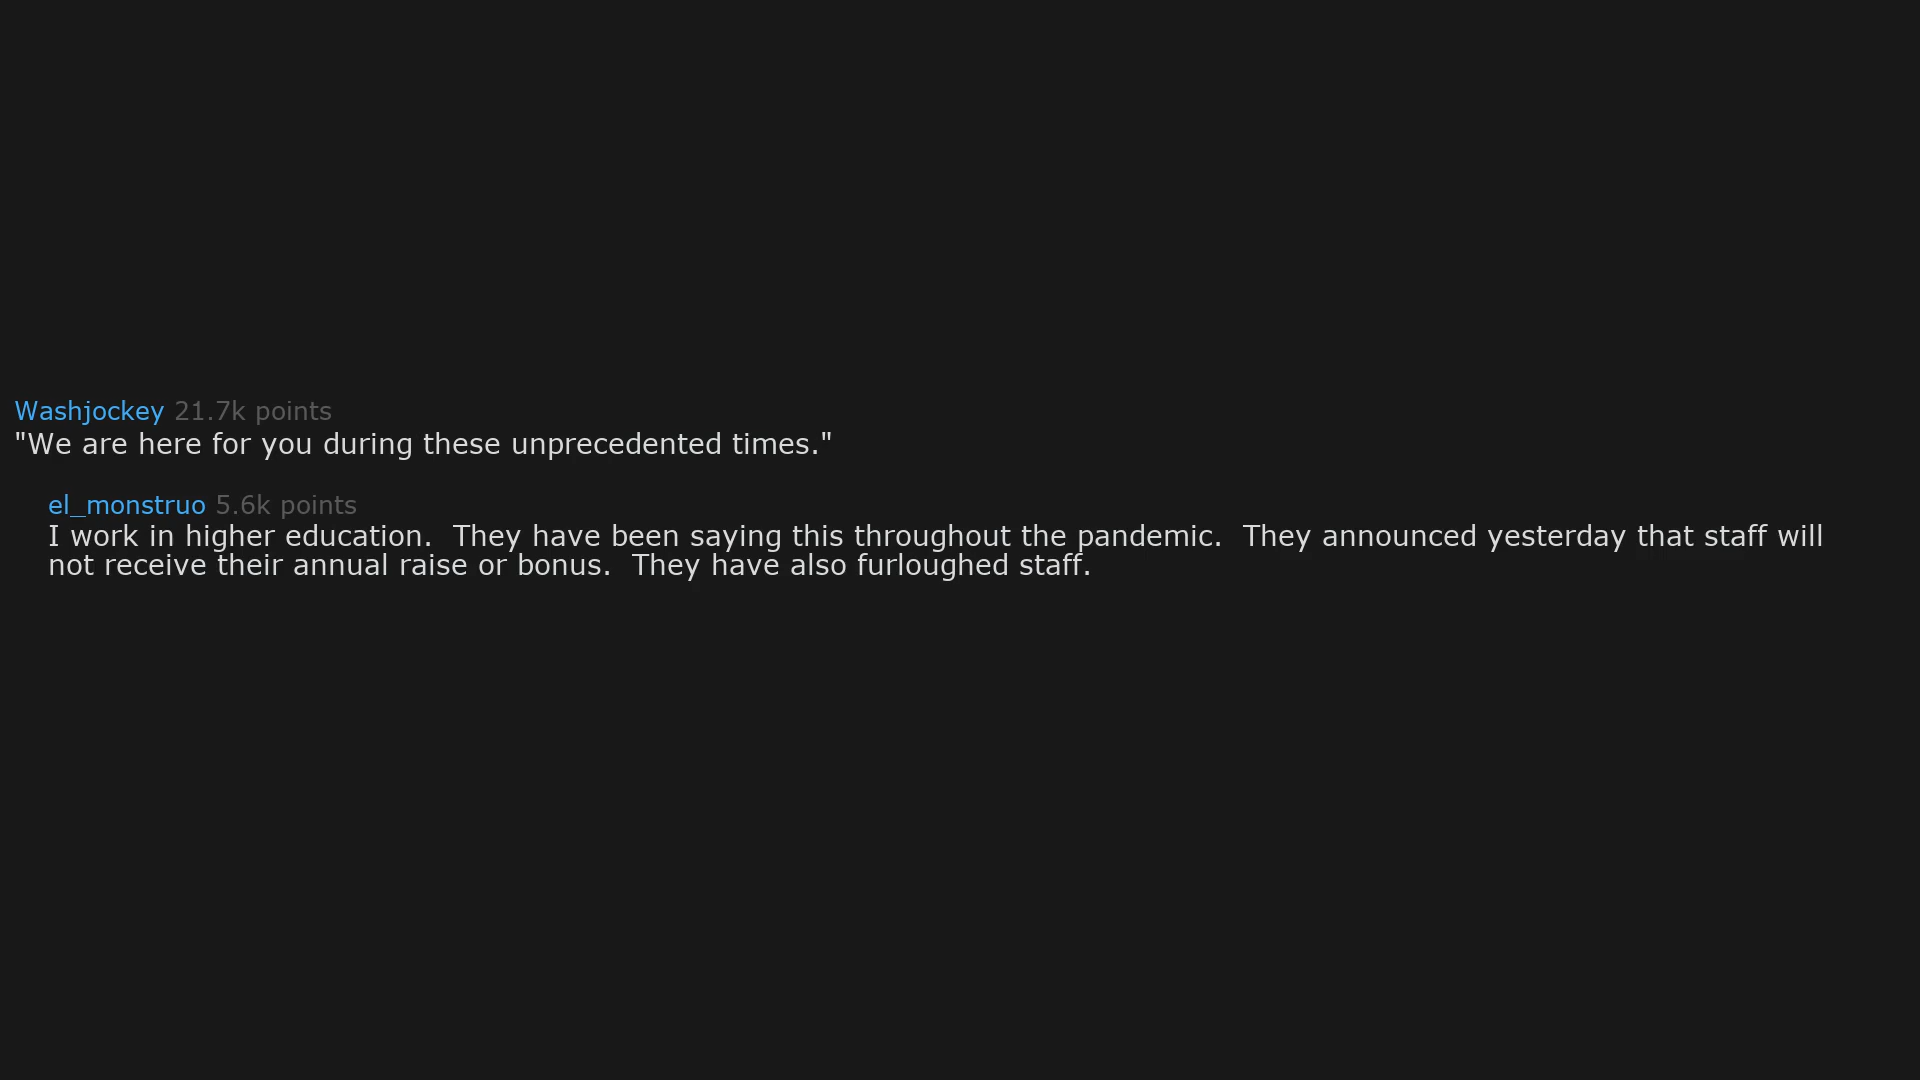 Washjockey 21.7k points
"We are here for you during these unprecedented times."
el_monstruo 5.6k points
I work in higher education.  They have been saying this throughout the pandemic.  They announced yesterday that staff will
not receive their annual raise or bonus.  They have also furloughed staff.